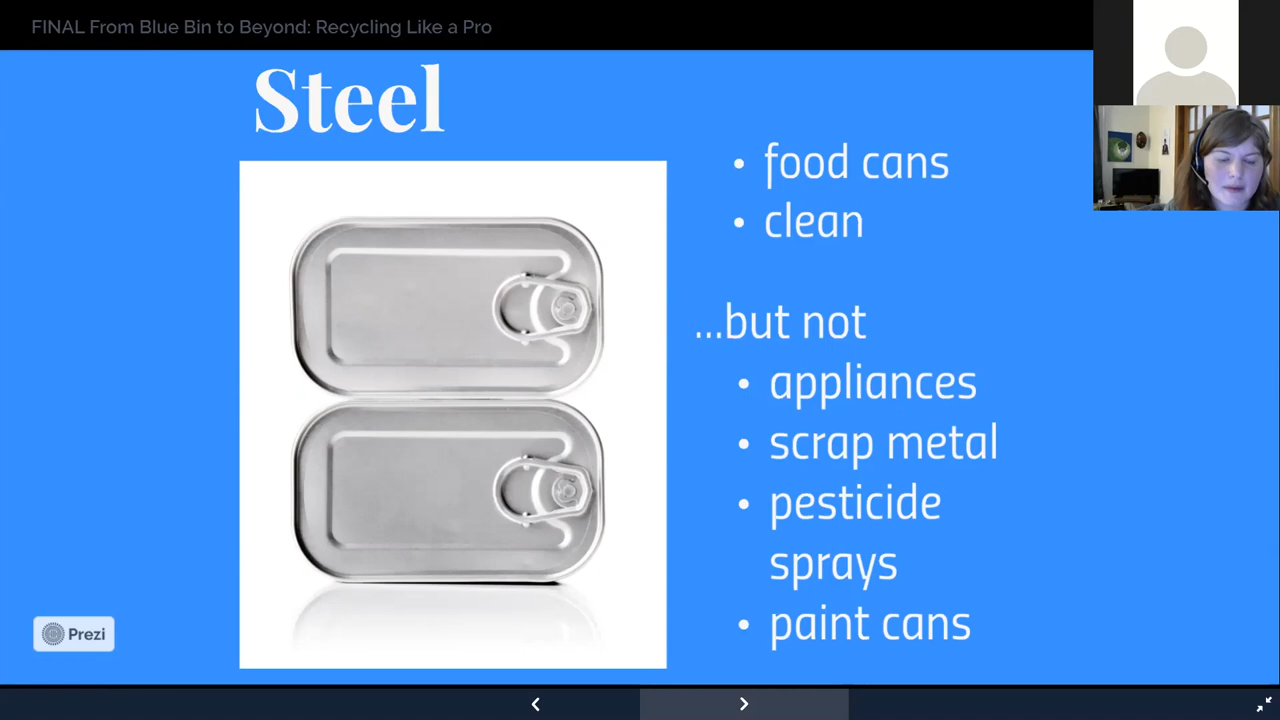 FINAL From Blue Bin to Beyond: Recycling Like a Pro
Steel
• food cans
• clean
...but not
• appliances
• scrap metal
• pesticide
sprays
• paint cans
Prezi